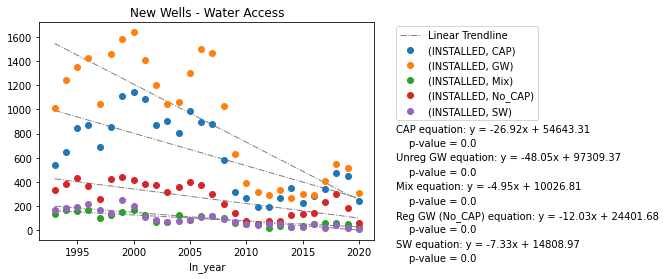 New Wells - Water Access
1600
1400
1200
1000
800
600
400
200
0
1995
2000
2005
2010
2015
2020
In_year
Linear Trendline
(INSTALLED, CAP)
(INSTALLED, GW)
(INSTALLED, Mix)
(INSTALLED, No_CAP)
(INSTALLED, SW)
CAP equation: y = -26.92x + 54643.31
p-value = 0.0
Unreg GW equation: y = -48.05x + 97309.37
p-value = 0.0
Mix equation: y = -4.95x + 10026.81
p-value = 0.0
Reg GW (No_CAP) equation: y = -12.03x + 24401.68
p-value = 0.0
SW equation: y = -7.33x + 14808.97
p-value = 0.0